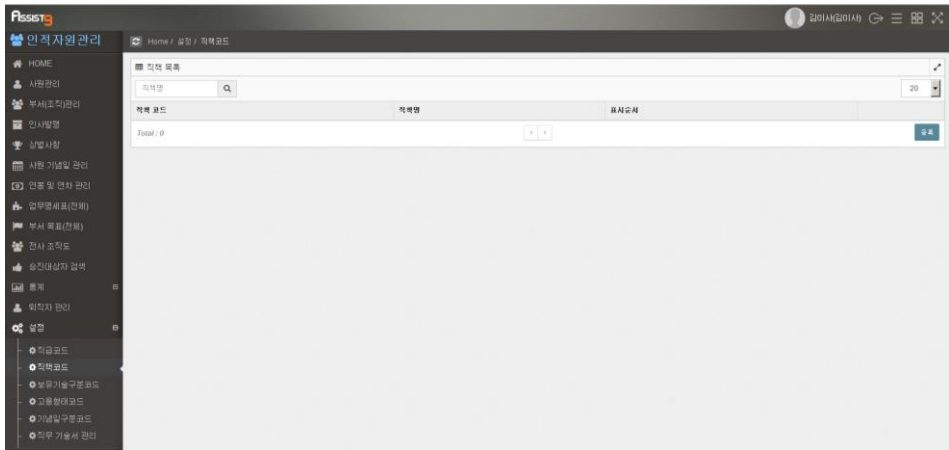 Assist9
김이사(김이사)
인적자원관리
Home / 설정 / 직책코드
HOME
사원관리
부서(조직)관리
인사발령
상벌사항
사원 기념일 관리
연봉 및 연차 관리
업무명세표(전체)
부서 목표(전체)
전사 조직도
승진대상자 검색
통계
퇴직자 관리
설정
직급코드
직책코드
보유기술구분코드
고용형태코드
기념일구분코드
직무 기술서 관리
직책 목록
직책명
20
직책 코드 직책명 표시순서
Total : 0
등록